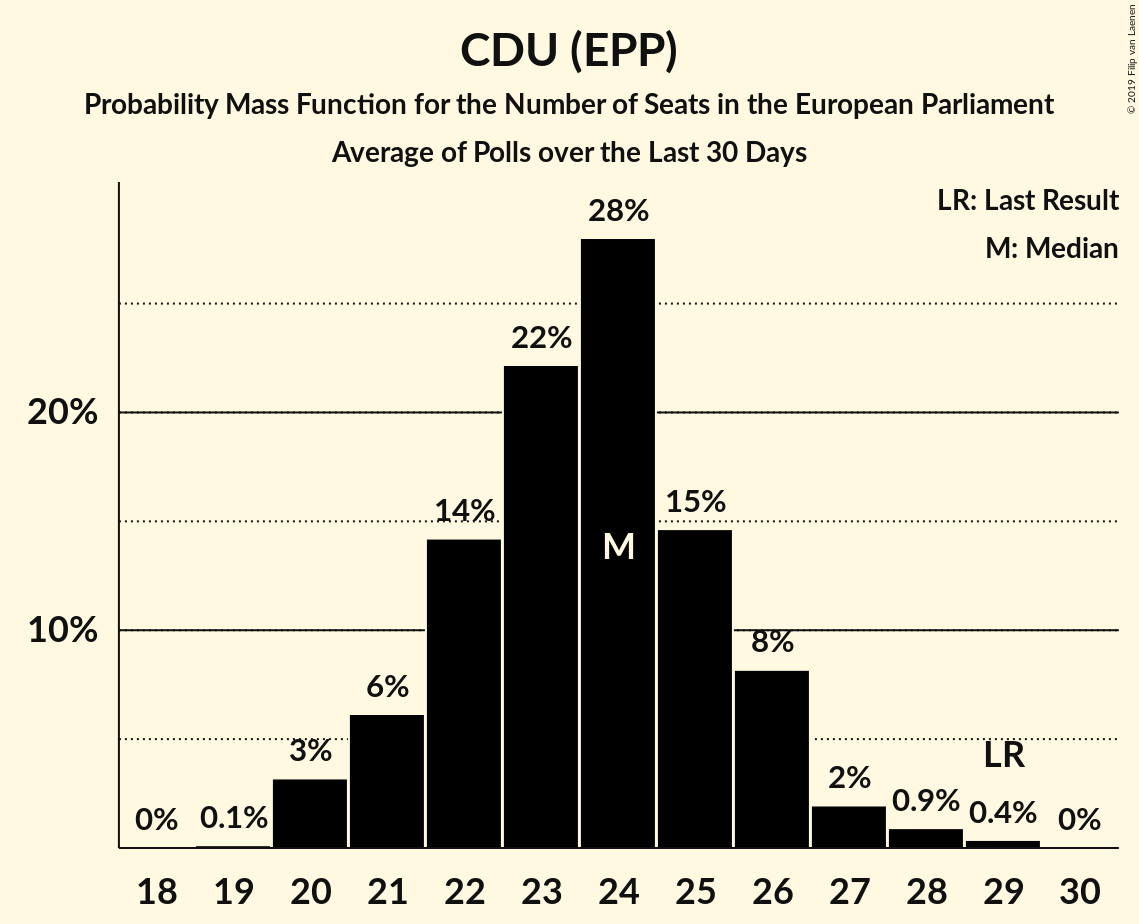 CDU (EPP)
Probability Mass Function for the Number of Seats in the European Parliament
Average of Polls over the Last 30 Days
© 2019 Filip van Laenen
LR: Last Result
M: Median
28%
22%
20%
15%
14%
M
10%
8%
6%
3%
LR
2%
0.9%
0.4%
0.1%
0%
0%
18 19 20 21 22 23 24 25 26 27 28 29 30